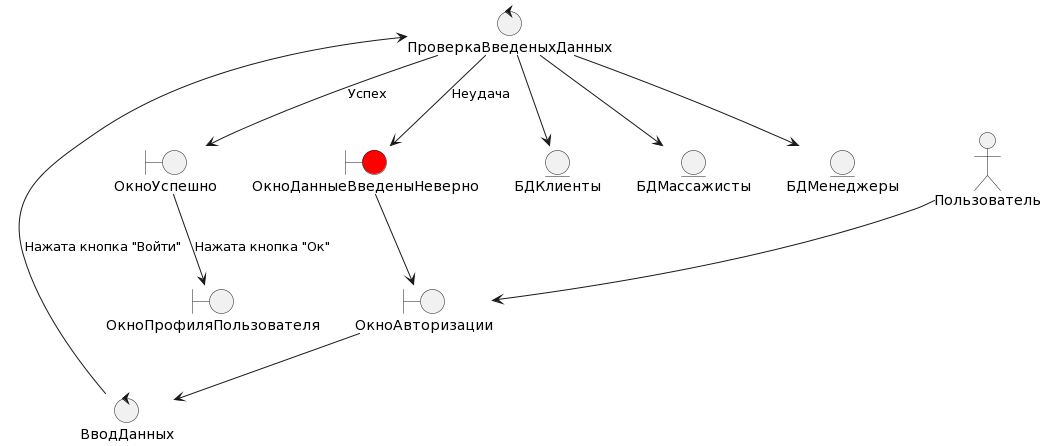 ПроверкаВведеныхДанных
Успех
Неудача
ОкноУспешно
ОкноДанныеВведеныНеверно
БДКлиенты
БДМассажисты
БДМенеджеры
Пользователь
Нажата кнопка "Войти"
Нажата кнопка "Ок"
ОкноПрофиляПользователя
ОкноАвторизации
ВводДанных